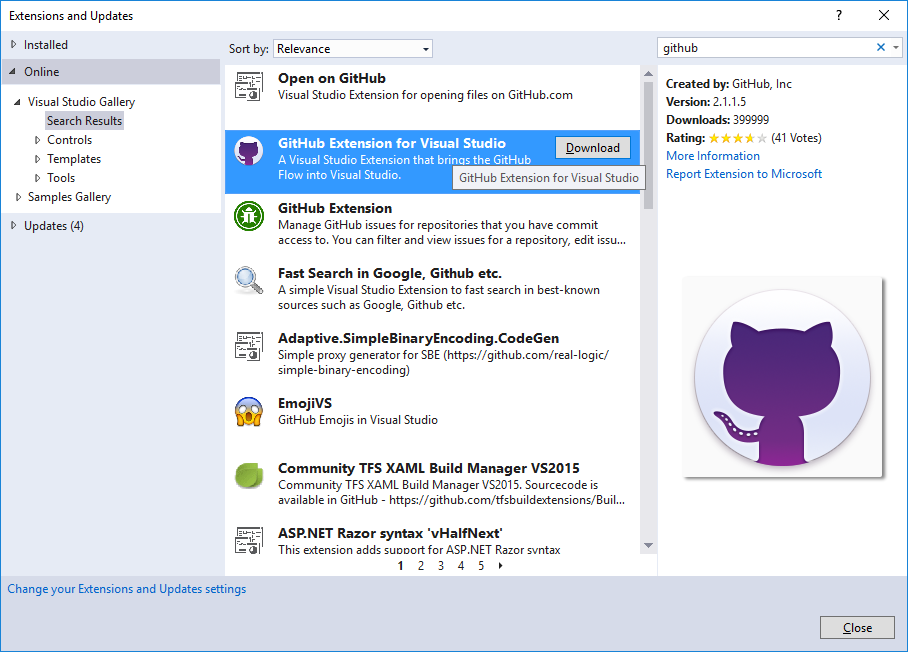 Extensions and Updates
?
Installed
Online
Visual Studio Gallery
Search Results
Controls
Templates
Tools
Samples Gallery
Updates (4)
Sort by: Relevance
Open on GitHub
Visual Studio Extension for opening files on GitHub.com
GitHub Extension for Visual Studio
Download
A Visual Studio Extension that brings the GitHub
Flow into Visual Studio.
GitHub Extension for Visual Studio
GitHub Extension
Manage GitHub issues for repositories that you have commit
access to. You can filter and view issues for a repository, edit issu...
Fast Search in Google, Github etc.
A simple Visual Studio Extension to fast search in best-known
sources such as Google, Github etc.
Adaptive.SimpleBinaryEncoding.CodeGen
Simple proxy generator for SBE (https://github.com/real-logic/
simple-binary-encoding)
EmojiVS
GitHub Emojis in Visual Studio
Community TFS XAML Build Manager VS2015
Community TFS XAML Build Manager VS2015. Sourcecode is
available in GitHub - https://github.com/tfsbuildextensions/Buil...
ASP.NET Razor syntax 'vHalfNext'
This extension adds support for ASP.NET Razor syntax
1 2 3 4 5
github
Created by: GitHub, Inc
Version: 2.1.1.5
Downloads: 399999
Rating: (41 Votes)
More Information
Report Extension to Microsoft
Change your Extensions and Updates settings
Close